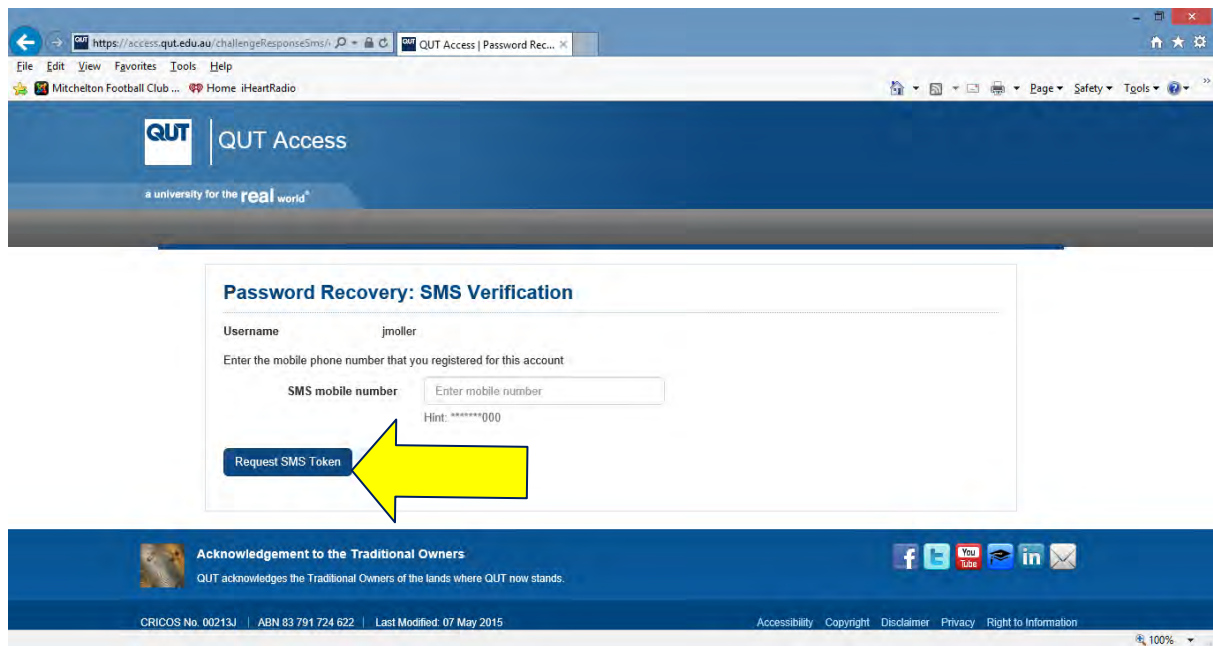 https://access.qut.edu.au/challengeResponseSms/
QUT Access | Password Rec...
File Edit View Favorites Tools Help
Mitchelton Football Club ... Home iHeartRadio
Page Safety Tools
QUT
QUT Access
a university for the real world®
Password Recovery: SMS Verification
Username jmoller
Enter the mobile phone number that you registered for this account
SMS mobile number Enter mobile number
Hint: *******000
Request SMS Token
Acknowledgement to the Traditional Owners
QUT acknowledges the Traditional Owners of the lands where QUT now stands.
You
Tube
in
CRICOS No. 00213J | ABN 83 791 724 622 | Last Modified: 07 May 2015
Accessibility Copyright Disclaimer Privacy Right to Information
100%